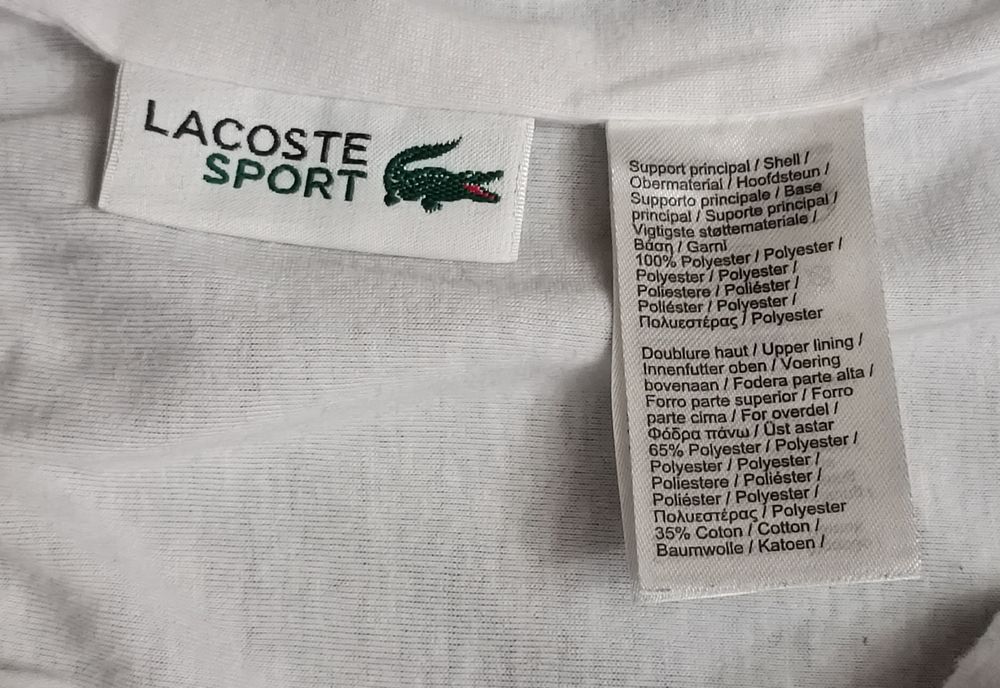 LACOSTE
SPORT
Support principal / Shell /
Obermaterial / Hoofdsteun /
Supporto principale / Base
principal / Suporte principal /
Vigtigste støttemateriale /
Βάση / Garni
100% Polyester / Polyester /
Polyester / Polyester /
Poliestere / Poliéster /
Poliéster / Polyester /
Πολυεστέρας / Polyester
Doublure haut / Upper lining /
Innenfutter oben / Voering
bovenaan / Fodera parte alta /
Forro parte superior / Forro
parte cima / For overdel /
Φόδρα πάνω / Üst astar
65% Polyester / Polyester /
Polyester / Polyester /
Poliestere / Poliéster /
Poliéster / Polyester /
Πολυεστέρας / Polyester
35% Coton / Cotton /
Baumwolle / Katoen /